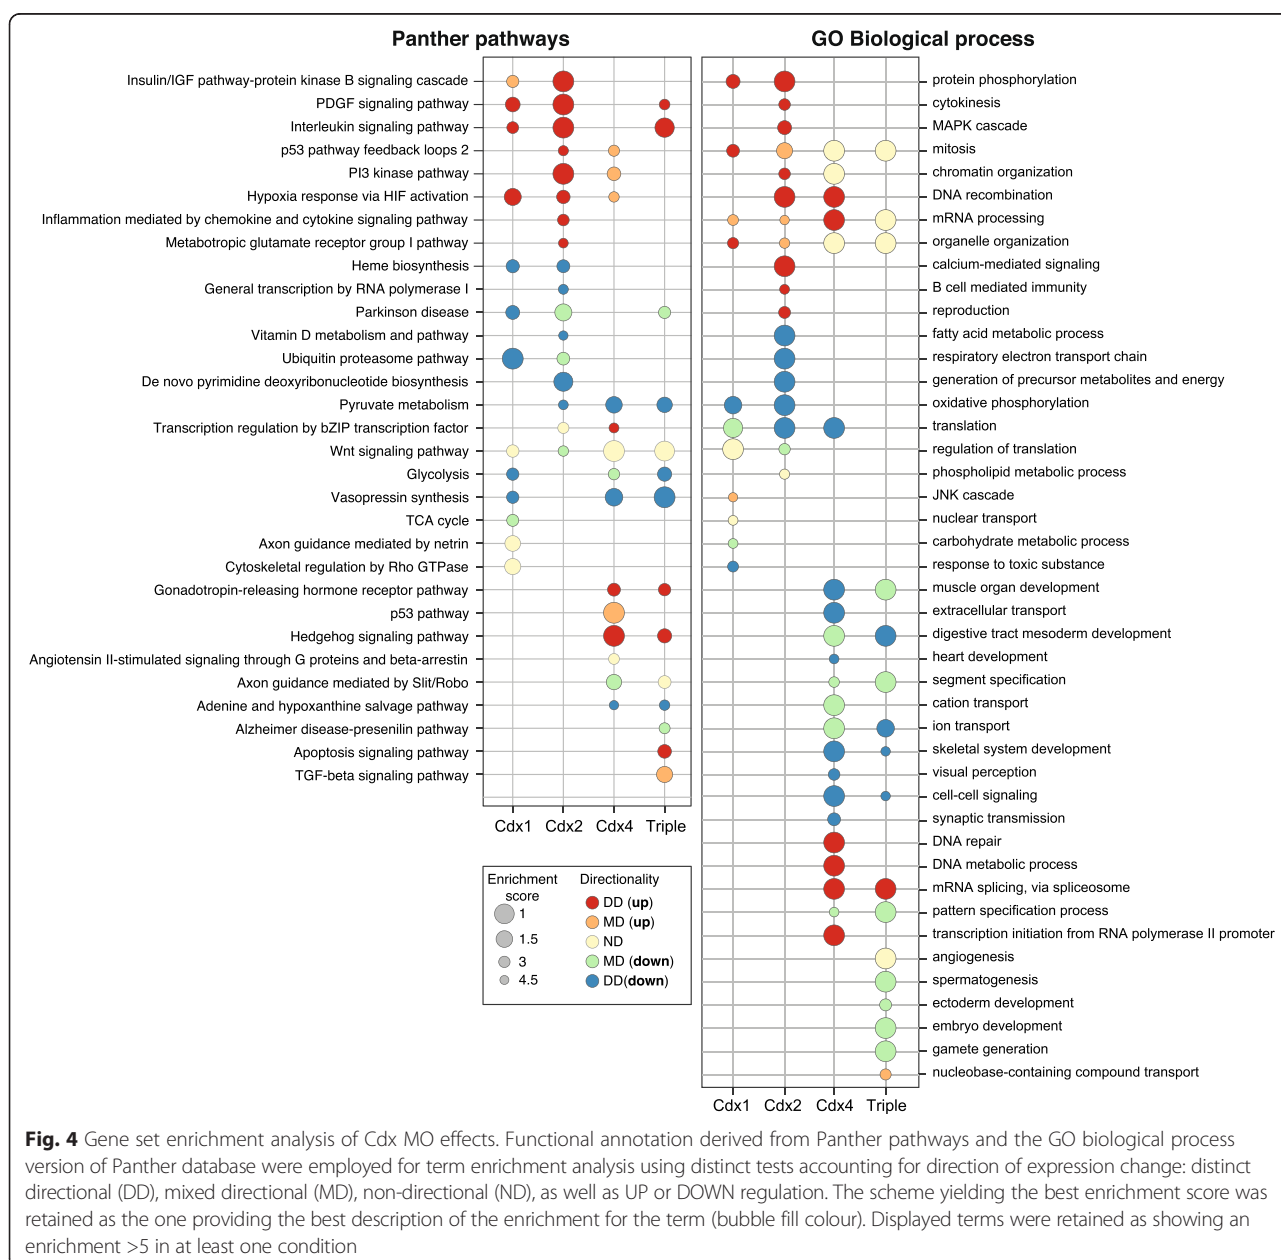 Panther pathways
Insulin/IGF pathway-protein kinase B signaling cascade
PDGF signaling pathway
Interleukin signaling pathway
p53 pathway feedback loops 2
PI3 kinase pathway
Hypoxia response via HIF activation
Inflammation mediated by chemokine and cytokine signaling pathway
Metabotropic glutamate receptor group I pathway
Heme biosynthesis
General transcription by RNA polymerase I
Parkinson disease
Vitamin D metabolism and pathway
Ubiquitin proteasome pathway
De novo pyrimidine deoxyribonucleotide biosynthesis
Pyruvate metabolism
Transcription regulation by bZIP transcription factor
Wnt signaling pathway
Glycolysis
Vasopressin synthesis
TCA cycle
Axon guidance mediated by netrin
Cytoskeletal regulation by Rho GTPase
Gonadotropin-releasing hormone receptor pathway
p53 pathway
Hedgehog signaling pathway
Angiotensin II-stimulated signaling through G proteins and beta-arrestin
Axon guidance mediated by Slit/Robo
Adenine and hypoxanthine salvage pathway
Alzheimer disease-presenilin pathway
Apoptosis signaling pathway
TGF-beta signaling pathway
Cdx1 Cdx2 Cdx4 Triple
Enrichment
score
1
1.5
3
4.5
Directionality
DD (up)
MD (up)
ND
MD (down)
DD(down)
GO Biological process
protein phosphorylation
cytokinesis
MAPK cascade
mitosis
chromatin organization
DNA recombination
mRNA processing
organelle organization
calcium-mediated signaling
B cell mediated immunity
reproduction
fatty acid metabolic process
respiratory electron transport chain
generation of precursor metabolites and energy
oxidative phosphorylation
translation
regulation of translation
phospholipid metabolic process
JNK cascade
nuclear transport
carbohydrate metabolic process
response to toxic substance
muscle organ development
extracellular transport
digestive tract mesoderm development
heart development
segment specification
cation transport
ion transport
skeletal system development
visual perception
cell-cell signaling
synaptic transmission
DNA repair
DNA metabolic process
mRNA splicing, via spliceosome
pattern specification process
transcription initiation from RNA polymerase II promoter
angiogenesis
spermatogenesis
ectoderm development
embryo development
gamete generation
nucleobase-containing compound transport
Cdx1 Cdx2 Cdx4 Triple
Fig. 4 Gene set enrichment analysis of Cdx MO effects. Functional annotation derived from Panther pathways and the GO biological process
version of Panther database were employed for term enrichment analysis using distinct tests accounting for direction of expression change: distinct
directional (DD), mixed directional (MD), non-directional (ND), as well as UP or DOWN regulation. The scheme yielding the best enrichment score was
retained as the one providing the best description of the enrichment for the term (bubble fill colour). Displayed terms were retained as showing an
enrichment >5 in at least one condition